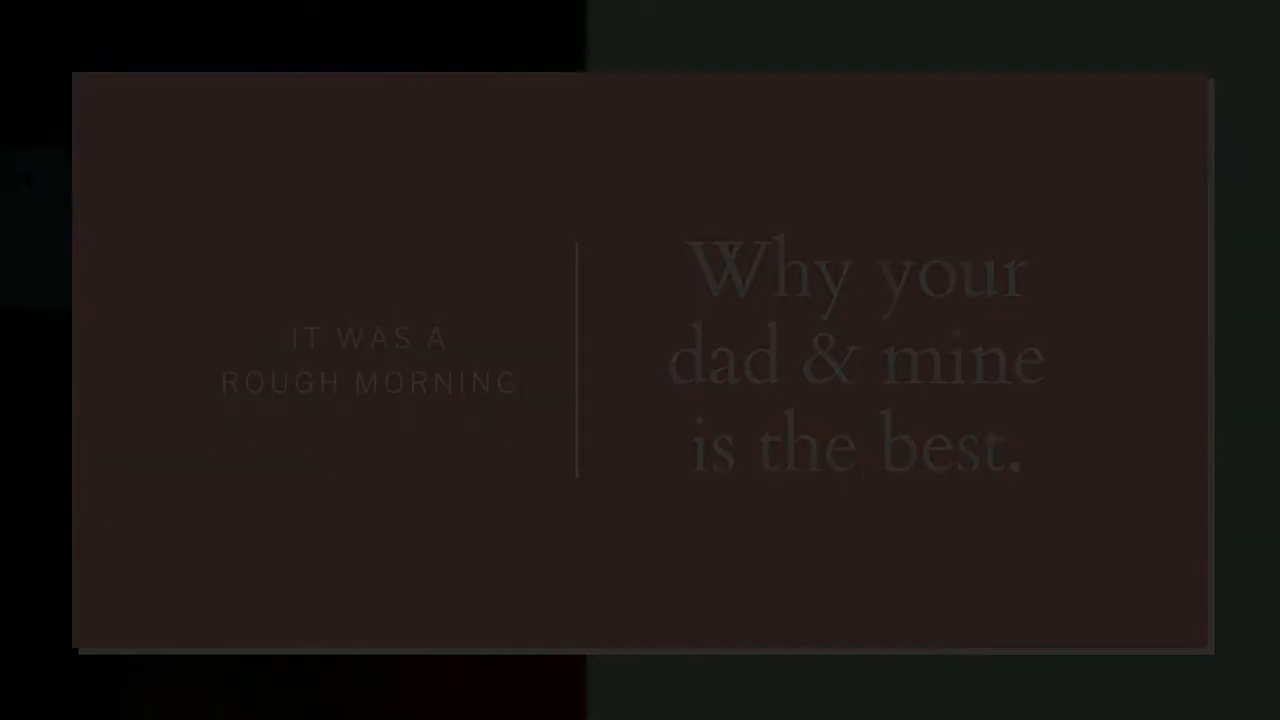 IT WAS A
ROUGH MORNING
Why your
dad & mine
is the best.